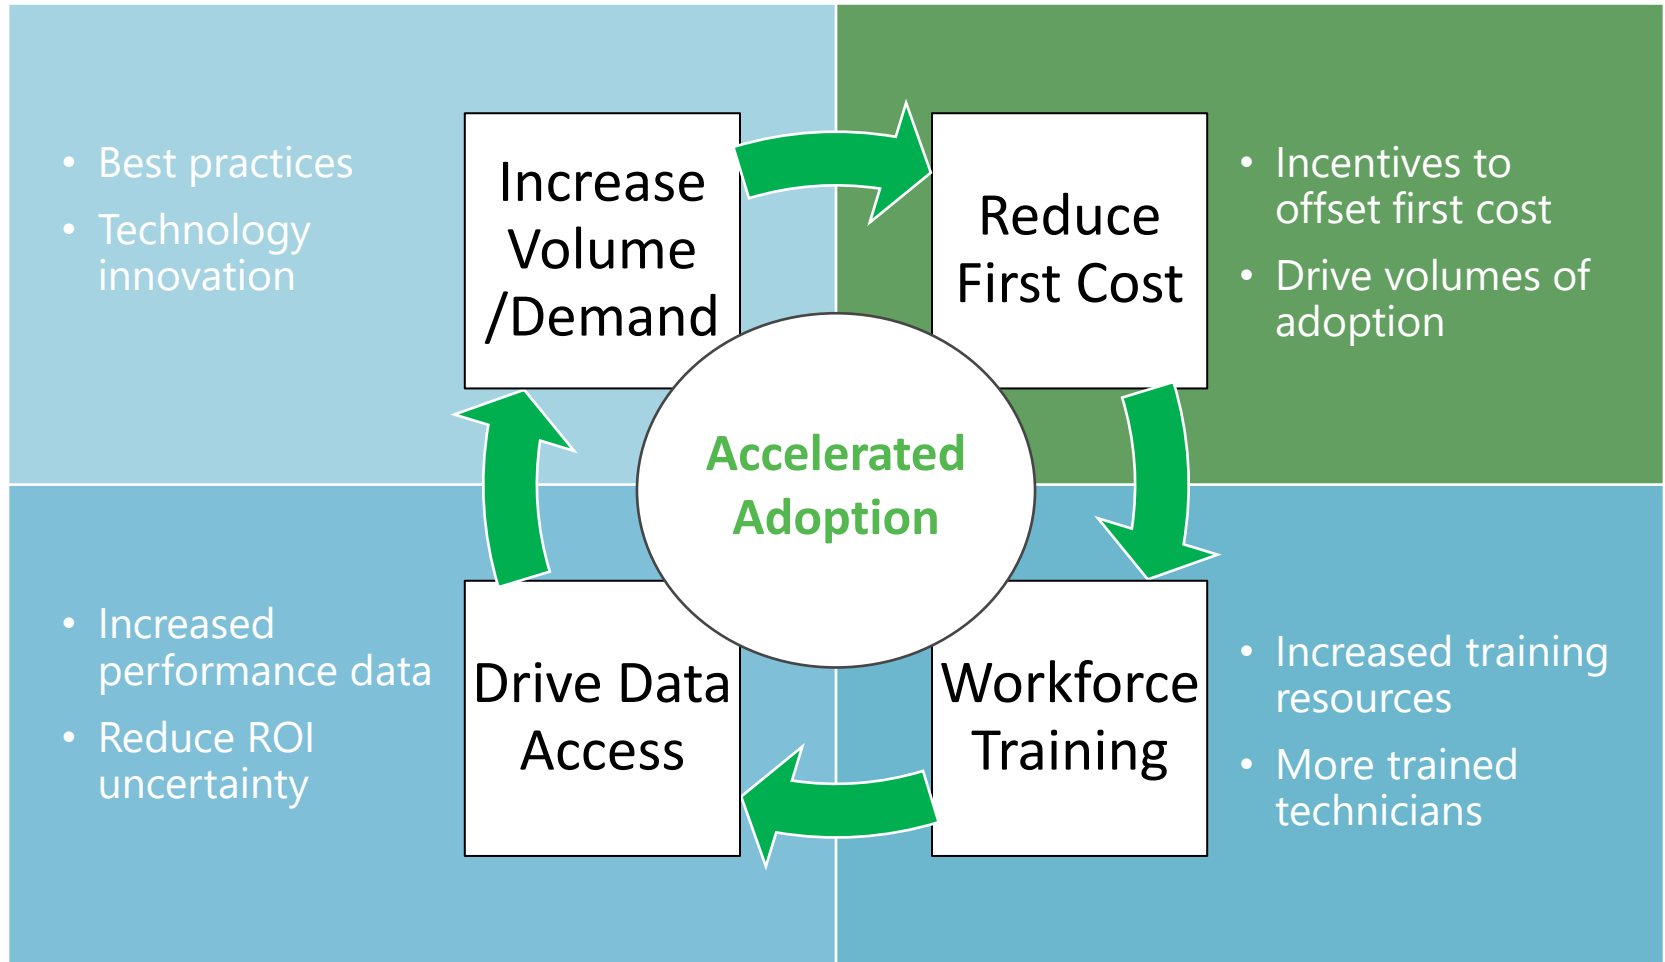 • Best practices
• Technology
innovation
Increase
Volume
/Demand
Reduce
First Cost
• Incentives to
offset first cost
• Drive volumes of
adoption
Accelerated
Adoption
• Increased
performance data
• Reduce ROI
uncertainty
Drive Data
Access
Workforce
Training
• Increased training
resources
• More trained
technicians